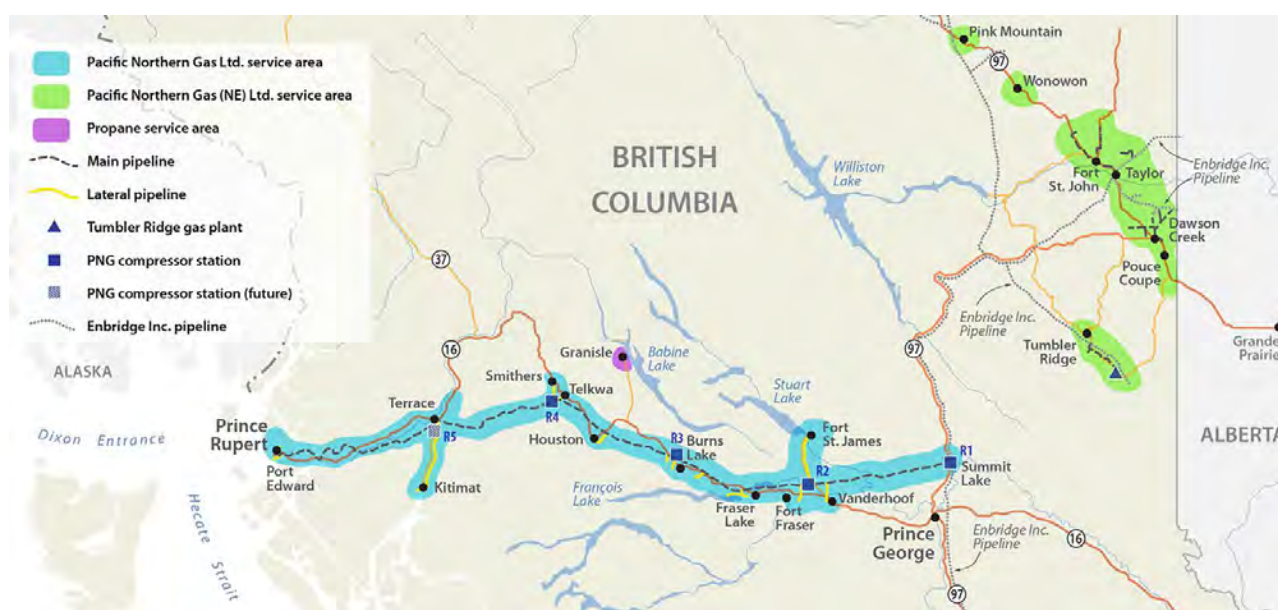 Pacific Northern Gas Ltd. service area
Pacific Northern Gas (NE) Ltd. service area
Propane service area
Main pipeline
Lateral pipeline
Tumbler Ridge gas plant
PNG compressor station
PNG compressor station (future)
Enbridge Inc. pipeline
BRITISH
COLUMBIA
Pink Mountain
97
Wonowon
Williston
Lake
Fort
St. John
Taylor
Enbridge Inc.
Pipeline
Dawson
Creek
Pouce
Coupe
37
Enbridge Inc.
Pipeline
Tumbler
Ridge
Grande
Prairie
16
97
Granisle
Babine
Lake
ALASKA
Smithers
Telkwa
Stuart
Lake
R4
Terrace
R5
Prince
Rupert
Dixon Entrance
Houston
R3
Burns
Lake
Fort
St. James
ALBERTA
R1
Summit
Lake
Port
Edward
Kitimat
R2
François
Lake
Fraser
Lake
Fort
Fraser
Vanderhoof
Hecate Strait
Prince
George
Enbridge Inc.
Pipeline
16
97